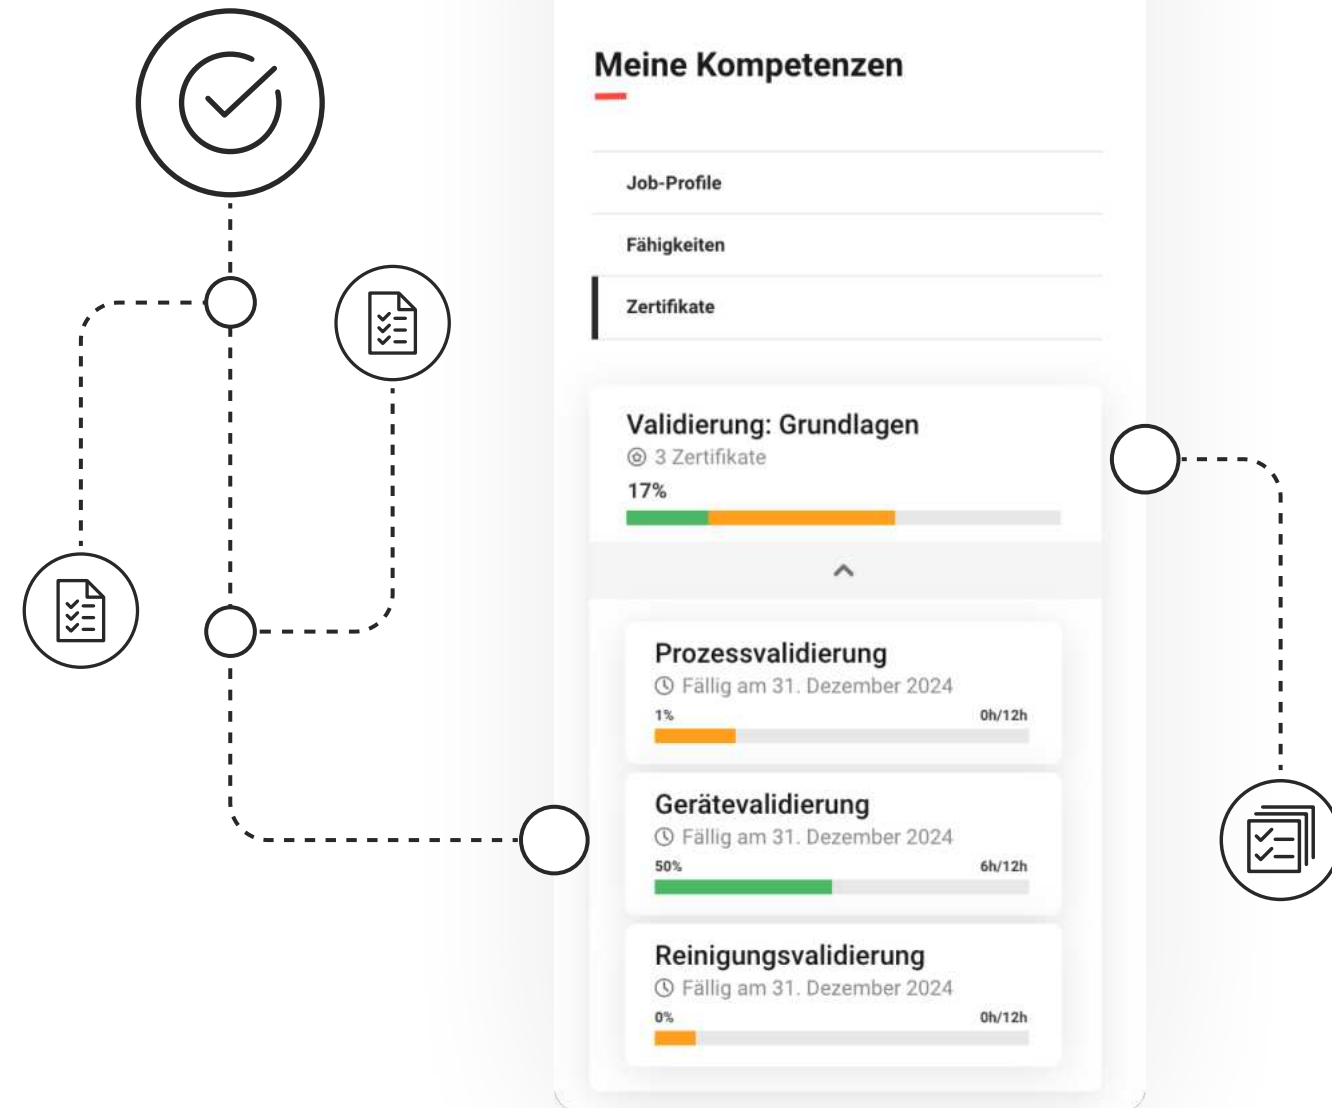 Meine Kompetenzen
Job-Profile
Fähigkeiten
Zertifikate
Validierung: Grundlagen
3 Zertifikate
17%
Prozessvalidierung
Fällig am 31. Dezember 2024
1% 0h/12h
Gerätevalidierung
Fällig am 31. Dezember 2024
50% 6h/12h
Reinigungsvalidierung
Fällig am 31. Dezember 2024
0% 0h/12h